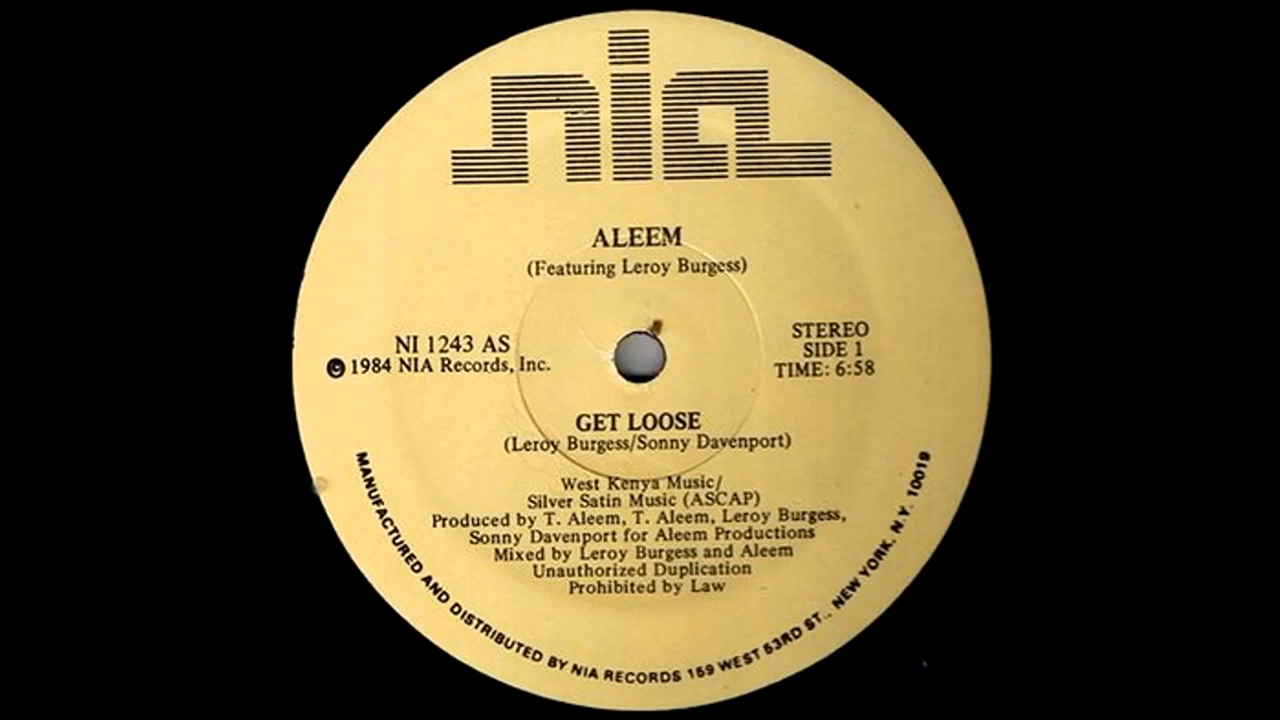 nia
ALEEM
(Featuring Leroy Burgess)
NI 1243 AS
℗ 1984 NIA Records, Inc.
STEREO
SIDE 1
TIME: 6:58
GET LOOSE
(Leroy Burgess/Sonny Davenport)
West Kenya Music/
Silver Satin Music (ASCAP)
Produced by T. Aleem, T. Aleem, Leroy Burgess,
Sonny Davenport for Aleem Productions
Mixed by Leroy Burgess and Aleem
Unauthorized Duplication
Prohibited by Law
MANUFACTURED AND DISTRIBUTED BY NIA RECORDS 159 WEST 53RD ST., NEW YORK, N.Y. 10019